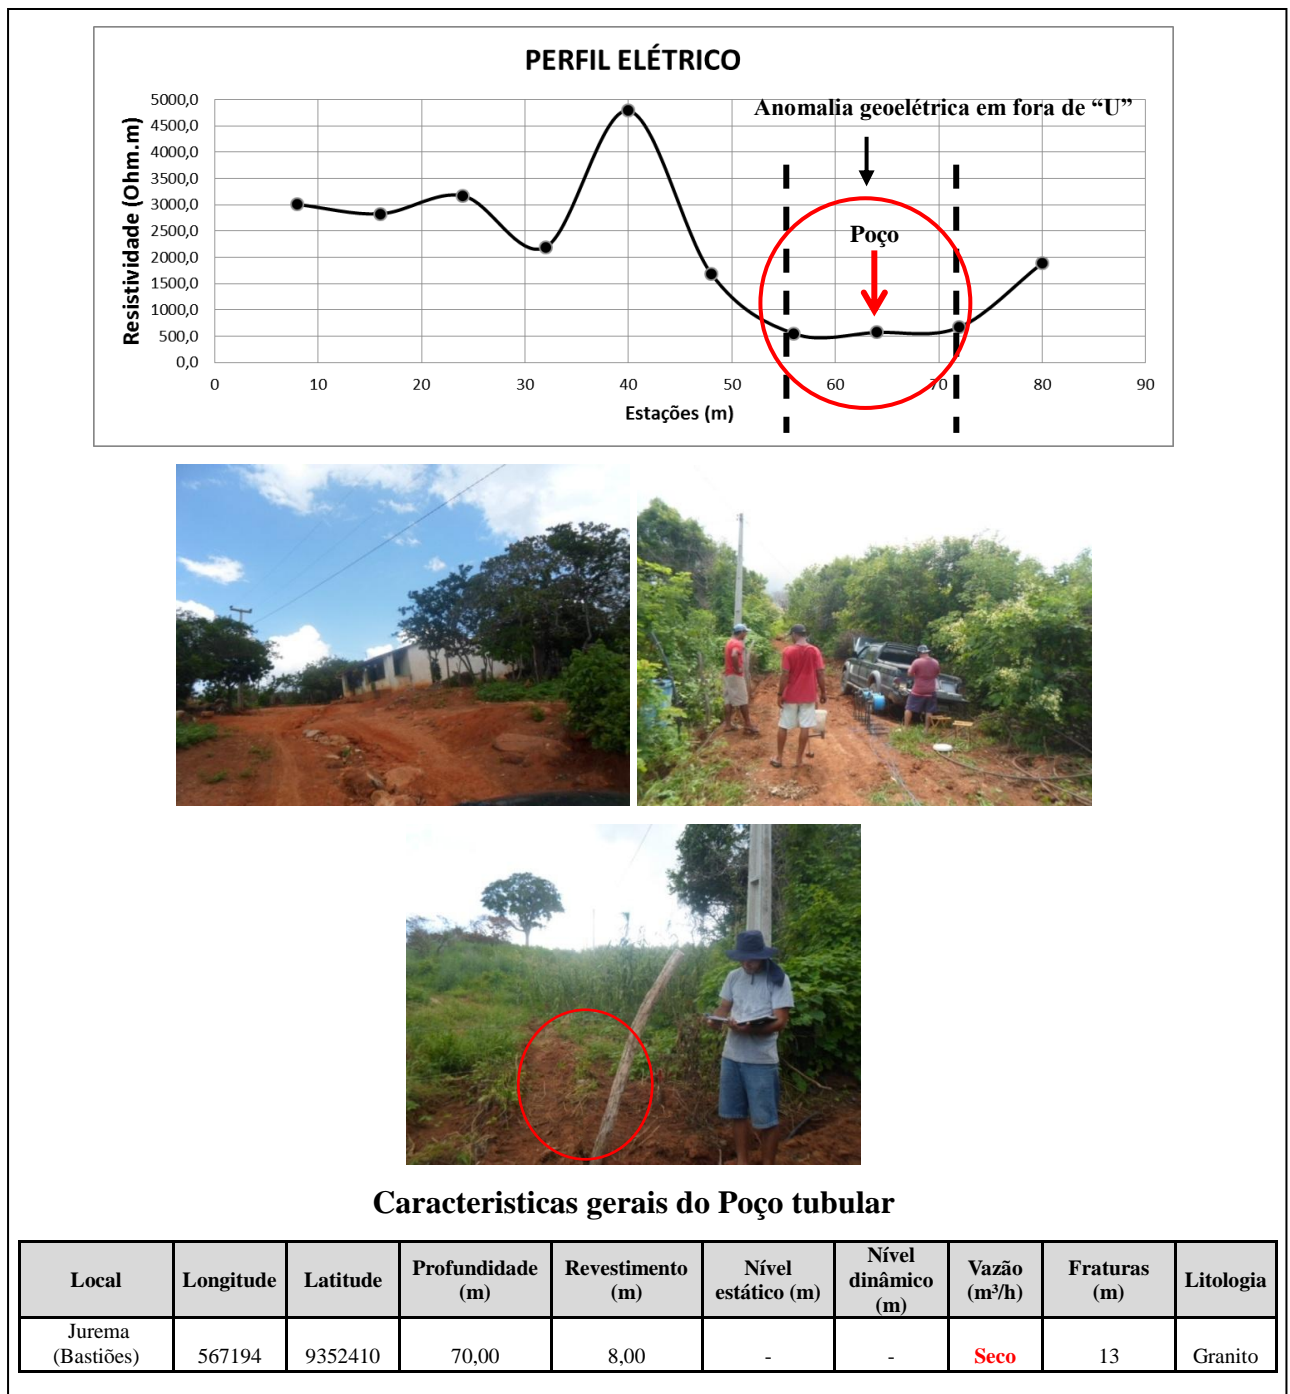 PERFIL ELÉTRICO
Resistividade (Ohm.m)
5000,0
4500,0
4000,0
3500,0
3000,0
2500,0
2000,0
1500,0
1000,0
500,0
0,0
Anomalia geoelétrica em fora de “U”
Poço
0 10 20 30 40 50 60 70 80 90
Estações (m)
Caracteristicas gerais do Poço tubular
Local Longitude Latitude Profundidade (m) Revestimento (m) Nível estático (m) Nível dinâmico (m) Vazão (m³/h) Fraturas (m) Litologia
Jurema (Bastiões) 567194 9352410 70,00 8,00 - - Seco 13 Granito